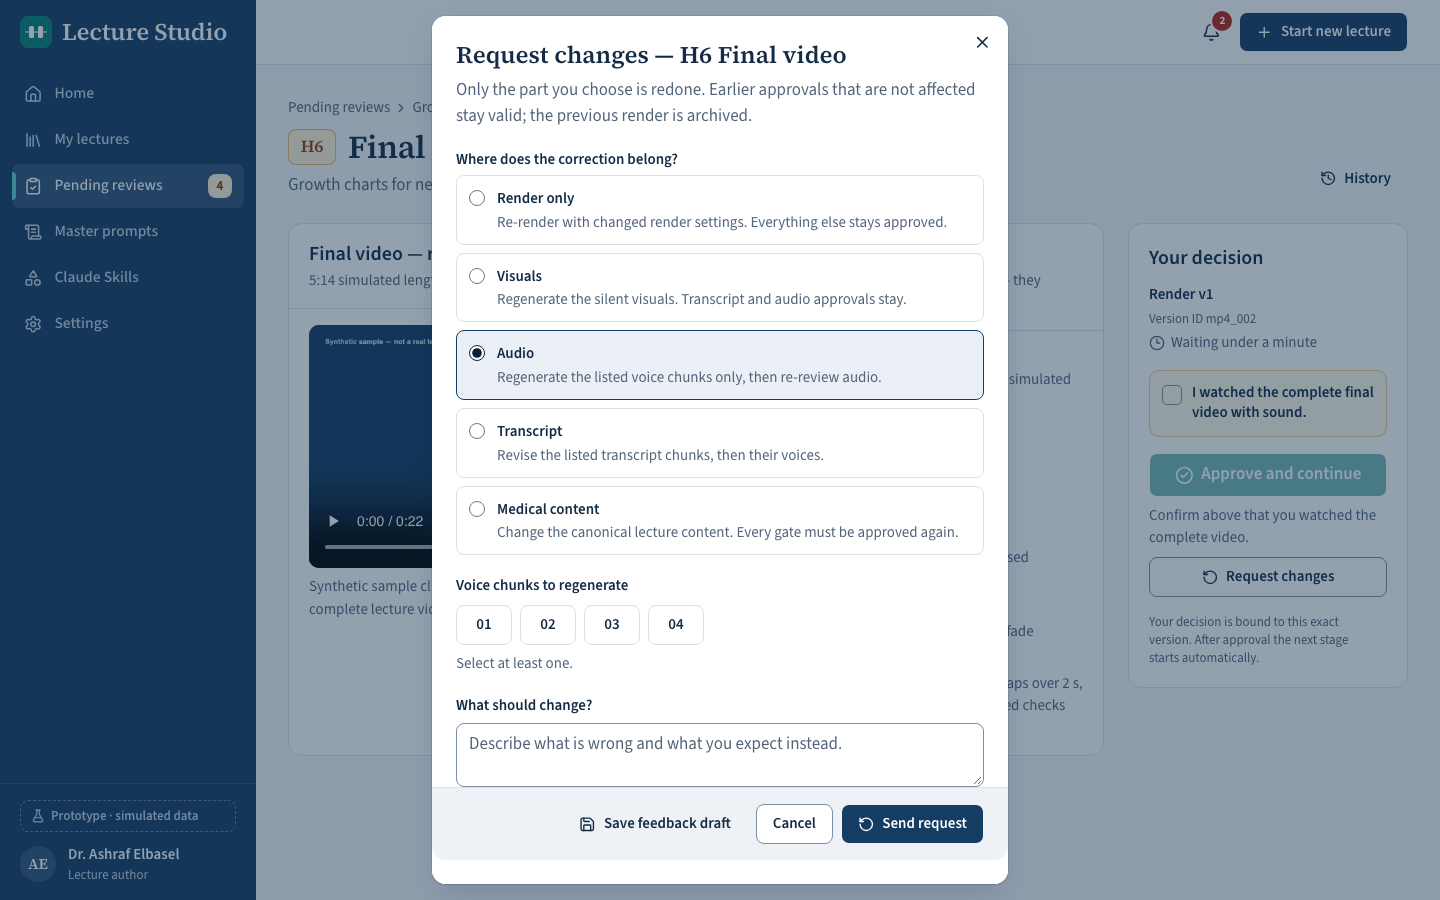 Lecture Studio
Home
My lectures
Pending reviews 4
Master prompts
Claude Skills
Settings
Prototype · simulated data
AE
Dr. Ashraf Elbasel
Lecture author
2
Start new lecture
Pending reviews
H6 Final
Growth charts for
History
Final video —
5:14 simulated
they
Synthetic sample — not a real
0:00 / 0:22
Synthetic sample
complete lecture
simulated
fade
over 2 s,
checks
Request changes — H6 Final video
Only the part you choose is redone. Earlier approvals that are not affected
stay valid; the previous render is archived.
Where does the correction belong?
Render only
Re-render with changed render settings. Everything else stays approved.
Visuals
Regenerate the silent visuals. Transcript and audio approvals stay.
Audio
Regenerate the listed voice chunks only, then re-review audio.
Transcript
Revise the listed transcript chunks, then their voices.
Medical content
Change the canonical lecture content. Every gate must be approved again.
Voice chunks to regenerate
01 02 03 04
Select at least one.
What should change?
Describe what is wrong and what you expect instead.
Save feedback draft
Cancel
Send request
Your decision
Render v1
Version ID mp4_002
Waiting under a minute
I watched the complete final
video with sound.
Approve and continue
Confirm above that you watched the
complete video.
Request changes
Your decision is bound to this exact
version. After approval the next stage
starts automatically.